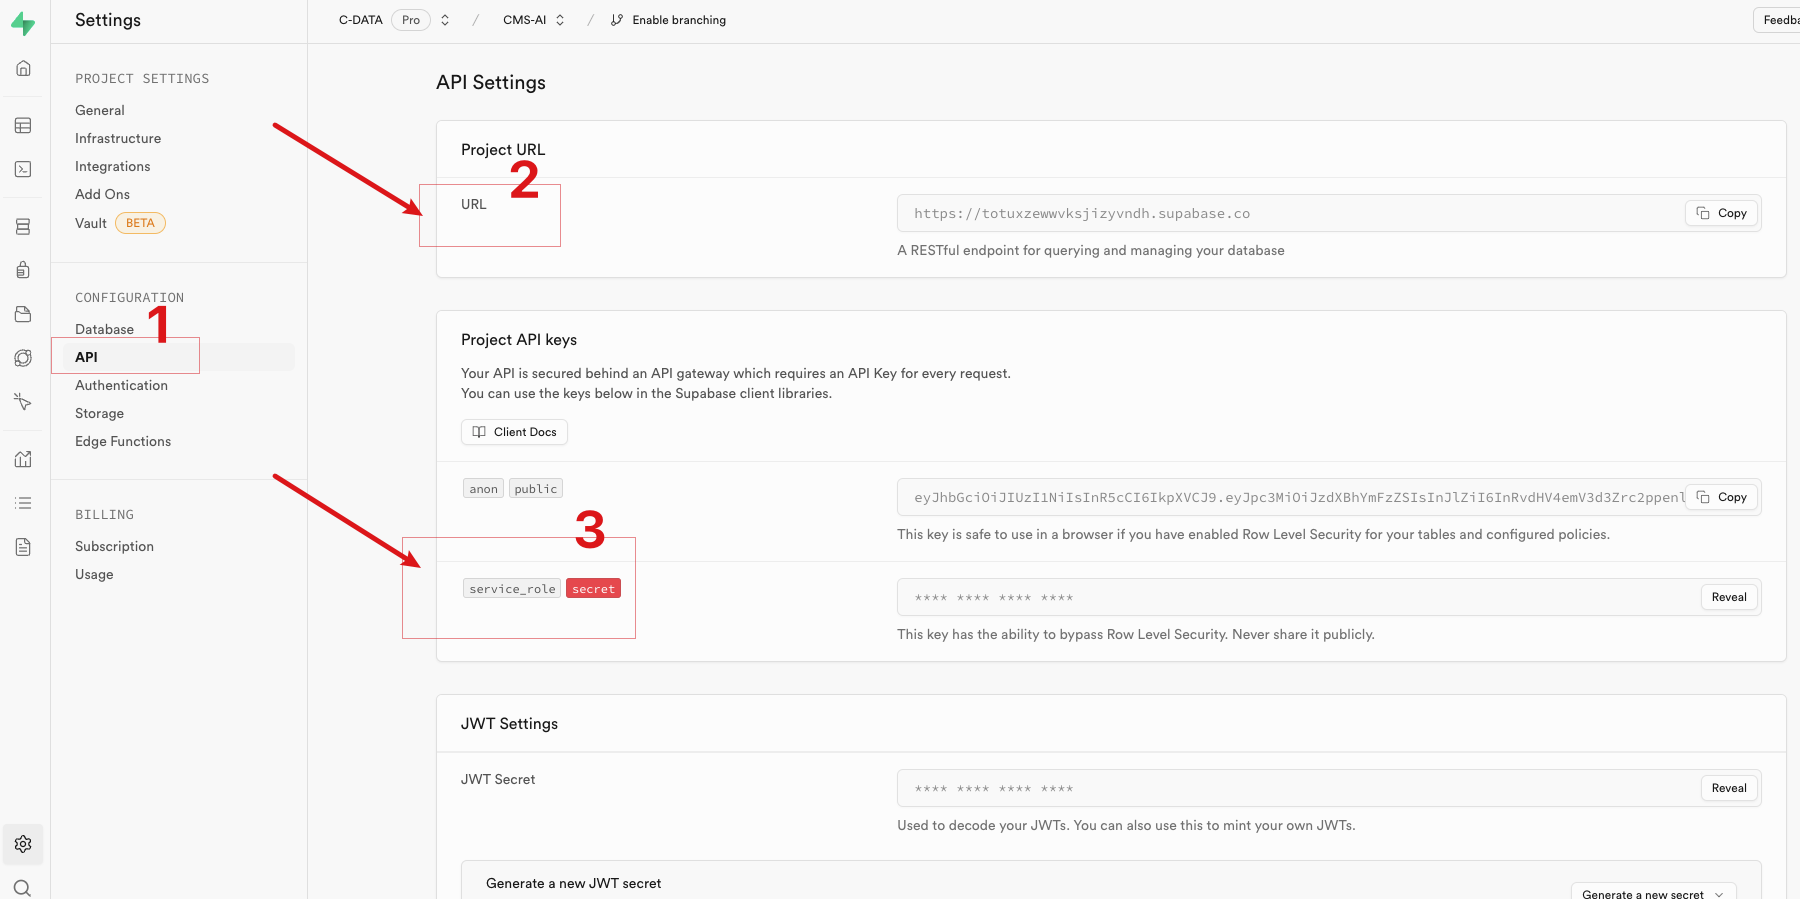 Settings
C-DATA Pro / CMS-AI / Enable branching
PROJECT SETTINGS
General
Infrastructure
Integrations
Add Ons
Vault BETA
CONFIGURATION
1
Database
API
Authentication
Storage
Edge Functions
BILLING
Subscription
Usage
API Settings
Project URL
2
URL
https://totuxzewwvksjizyvndh.supabase.co
Copy
A RESTful endpoint for querying and managing your database
Project API keys
Your API is secured behind an API gateway which requires an API Key for every request.
You can use the keys below in the Supabase client libraries.
Client Docs
anon public
eyJhbGciOiJIUzI1NiIsInR5cCI6IkpXVCJ9.eyJpc3MiOiJzdXBhYmFzZSIsInJlZiI6InRvdHV4emV3d3Zrc2ppenl
Copy
This key is safe to use in a browser if you have enabled Row Level Security for your tables and configured policies.
3
service_role secret
**** **** **** ****
Reveal
This key has the ability to bypass Row Level Security. Never share it publicly.
JWT Settings
JWT Secret
**** **** **** ****
Reveal
Used to decode your JWTs. You can also use this to mint your own JWTs.
Generate a new JWT secret
Generate a new secret